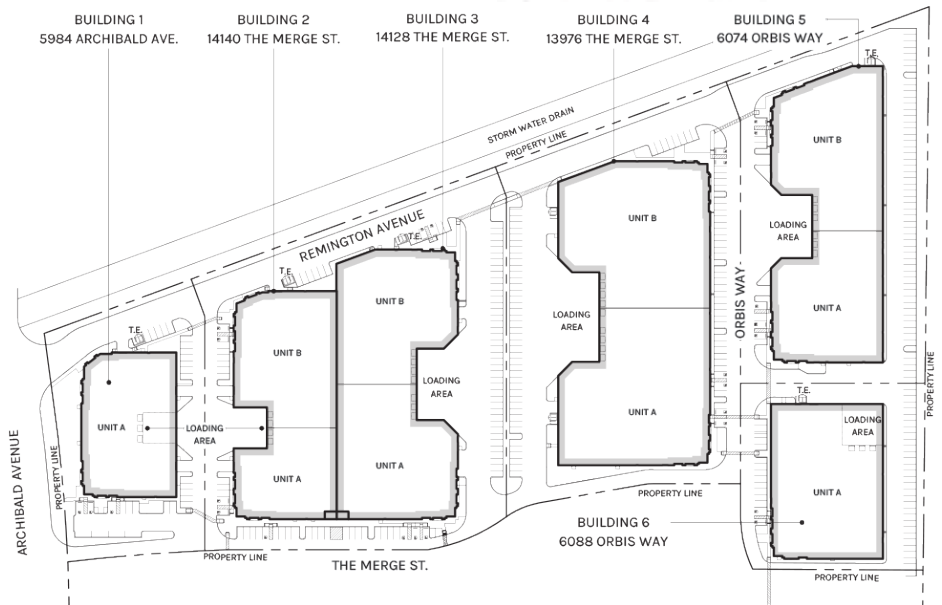 BUILDING 1
5984 ARCHIBALD AVE.
BUILDING 2
14140 THE MERGE ST.
BUILDING 3
14128 THE MERGE ST.
BUILDING 4
13976 THE MERGE ST.
BUILDING 5
6074 ORBIS WAY
T.E.
STORM WATER DRAIN
PROPERTY LINE
UNIT B
UNIT B
REMINGTON AVENUE
T.E.
LOADING
AREA
T.E.
UNIT B
UNIT A
LOADING
AREA
ORBIS WAY
T.E.
UNIT B
LOADING
AREA
PROPERTY LINE
T.E.
UNIT A
UNIT A
LOADING
AREA
LOADING
AREA
UNIT A
UNIT A
UNIT A
UNIT A
PROPERTY LINE
ARCHIBALD AVENUE
PROPERTY LINE
BUILDING 6
6088 ORBIS WAY
PROPERTY LINE
THE MERGE ST.
PROPERTY LINE